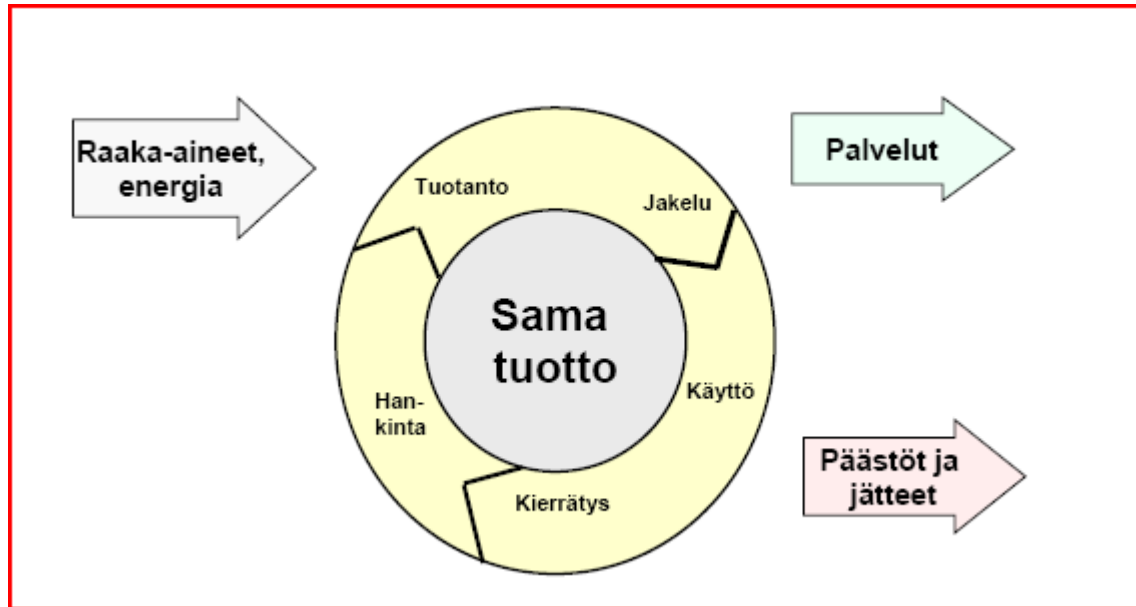 Raaka-aineet,
energia
Palvelut
Tuotanto
Jakelu
Sama
tuotto
Han-
kinta
Käyttö
Kierrätys
Päästöt ja
jätteet